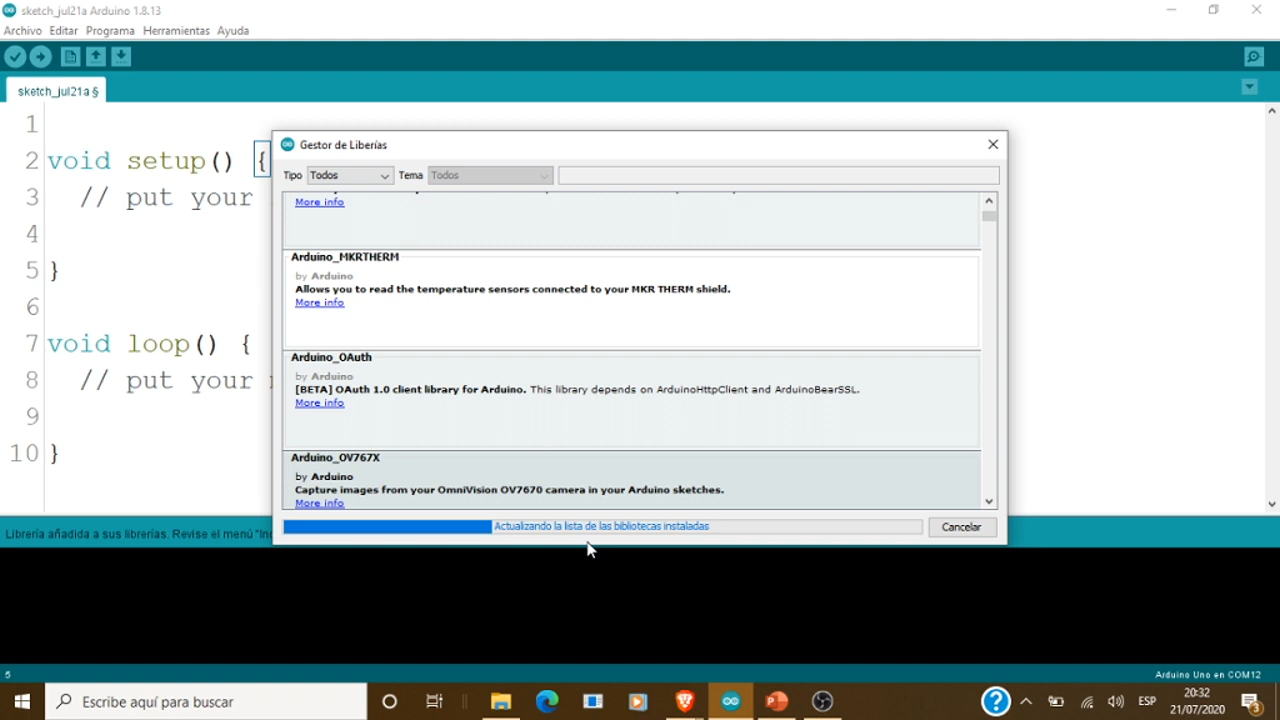 sketch_jul21a Arduino 1.8.13
Archivo Editar Programa Herramientas Ayuda
sketch_jul21a §
1
2 void setup() {
3 // put your
4
5 }
6
7 void loop() {
8 // put your
9
10 }
Gestor de Liberías
Tipo Todos Tema Todos
More info
Arduino_MKRTHERM
by Arduino
Allows you to read the temperature sensors connected to your MKR THERM shield.
More info
Arduino_OAuth
by Arduino
[BETA] OAuth 1.0 client library for Arduino. This library depends on ArduinoHttpClient and ArduinoBearSSL.
More info
Arduino_OV767X
by Arduino
Capture images from your OmniVision OV7670 camera in your Arduino sketches.
More info
Actualizando la lista de las bibliotecas instaladas
Cancelar
Librería añadida a sus librerías. Revise el menú
5
Arduino Uno en COM12
Escribe aquí para buscar
ESP
20:32
21/07/2020
3